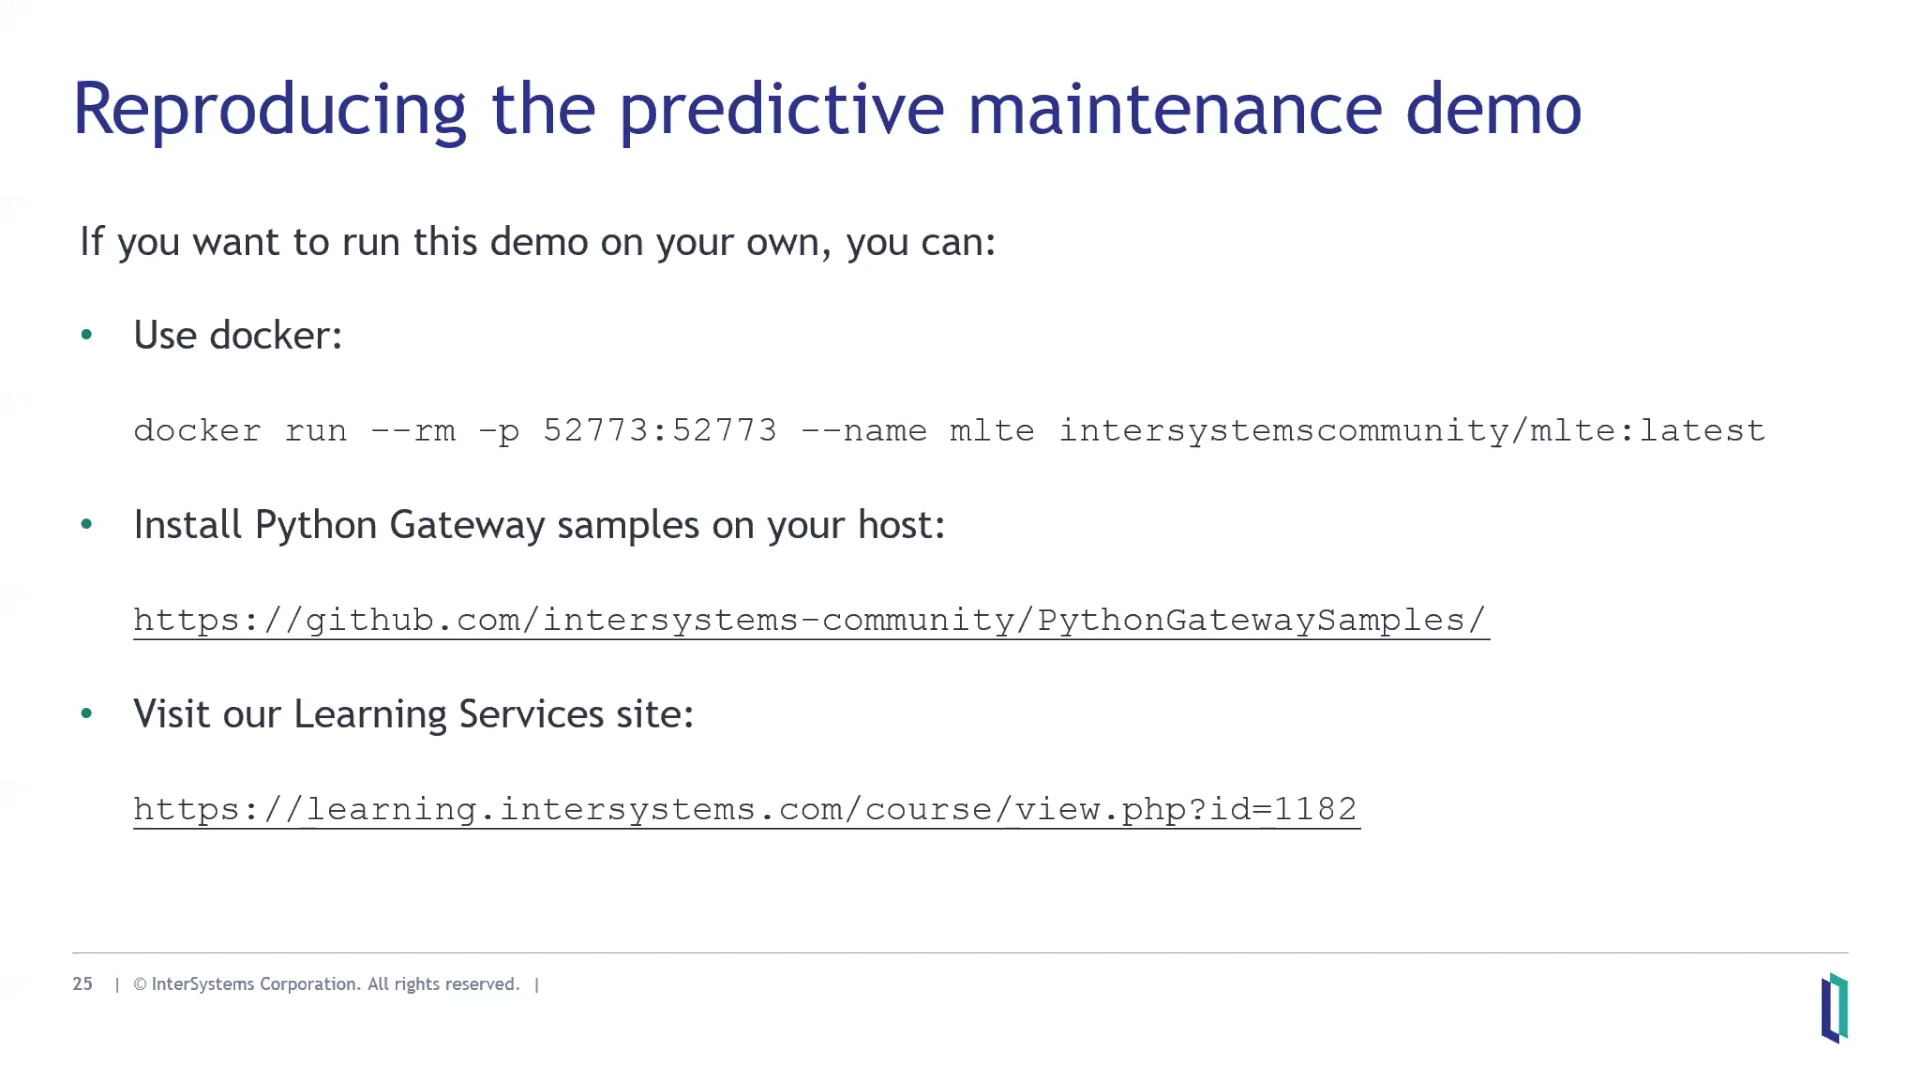 Reproducing the predictive maintenance demo
If you want to run this demo on your own, you can:
• Use docker:
docker run --rm -p 52773:52773 --name mlte intersystemscommunity/mlte:latest
• Install Python Gateway samples on your host:
https://github.com/intersystems-community/PythonGatewaySamples/
• Visit our Learning Services site:
https://learning.intersystems.com/course/view.php?id=1182
25 | © InterSystems Corporation. All rights reserved. |